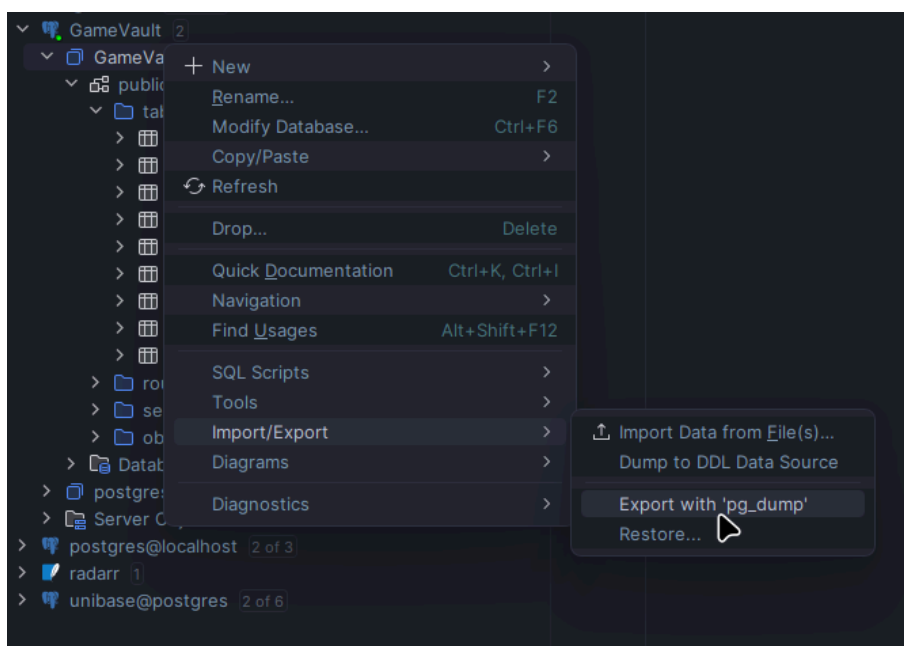 GameVault 2
GameVa
New
public
Rename... F2
Modify Database... Ctrl+F6
Copy/Paste
Refresh
Drop... Delete
Quick Documentation Ctrl+K, Ctrl+I
Navigation
Find Usages Alt+Shift+F12
SQL Scripts
rou
Tools
se
Import/Export
ob
Diagrams
Datab
Diagnostics
postgres
Server O
Import Data from File(s)...
Dump to DDL Data Source
Export with 'pg_dump'
Restore...
postgres@localhost 2 of 3
radarr 1
unibase@postgres 2 of 6